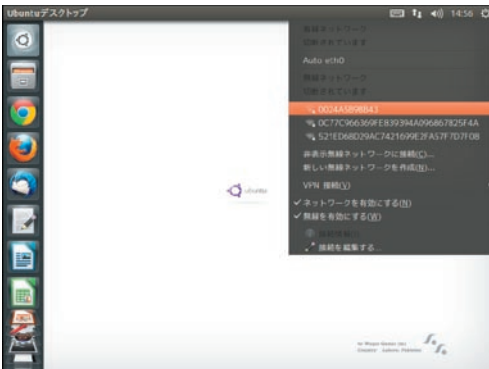 Ubuntuデスクトップ
14:56
有線ネットワーク
切断されています
Auto eth0
無線ネットワーク
切断されています
0024A5B98B43
0C77C966369FE839394A096867825F4A
521ED68D29AC7421699E2FA57F7D7F08
非表示無線ネットワークに接続(C)...
新しい無線ネットワークを作成(N)...
VPN 接続(V)
ネットワークを有効にする(N)
無線を有効にする(W)
接続情報(I)
接続を編集する...
ubuntu